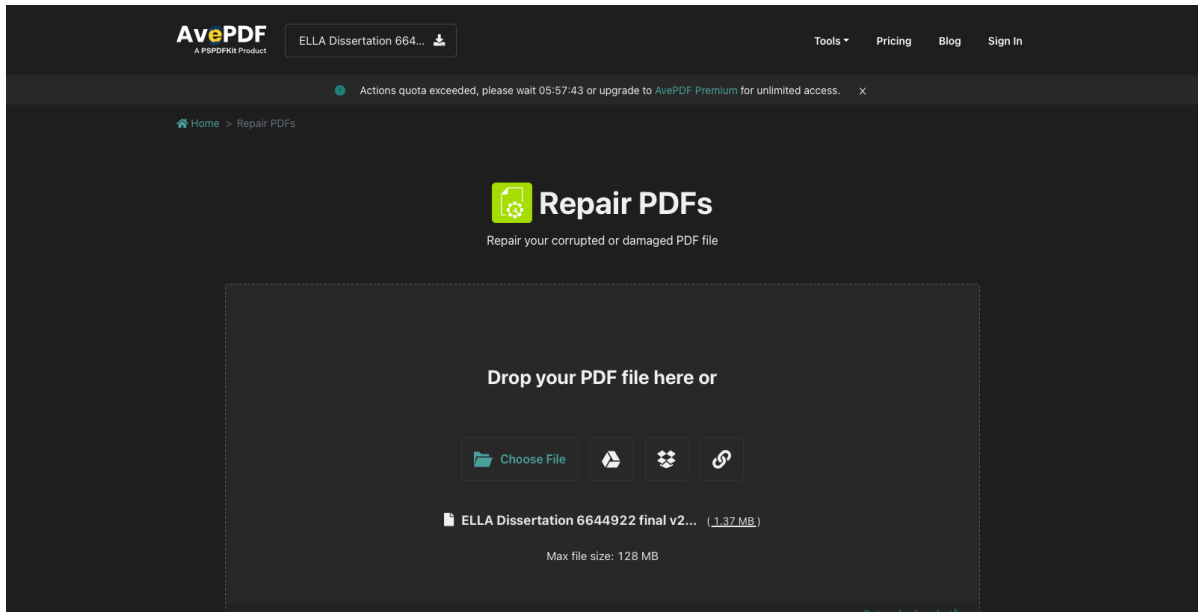 AvePDF
A PSPDFKit Product
ELLA Dissertation 664...
Tools
Pricing
Blog
Sign In
Actions quota exceeded, please wait 05:57:43 or upgrade to AvePDF Premium for unlimited access. X
Home > Repair PDFs
Repair PDFs
Repair your corrupted or damaged PDF file
Drop your PDF file here or
Choose File
ELLA Dissertation 6644922 final v2... ( 1.37 MB )
Max file size: 128 MB